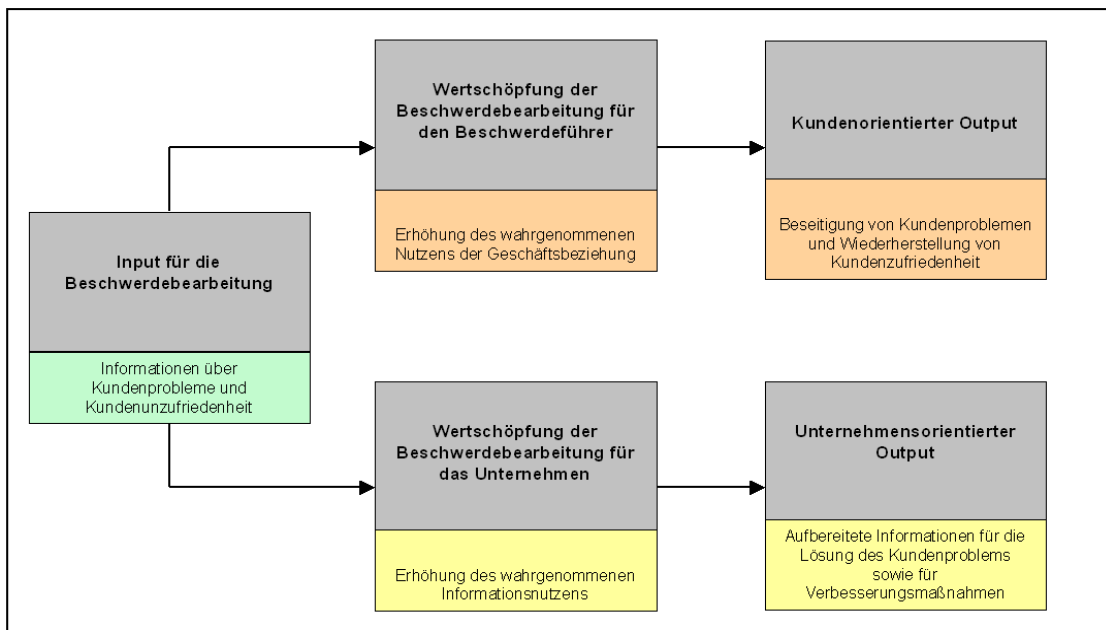 Input für die
Beschwerdebearbeitung
Informationen über
Kundenprobleme und
Kundenunzufriedenheit
Wertschöpfung der
Beschwerdebearbeitung für
den Beschwerdeführer
Erhöhung des wahrgenommenen
Nutzens der Geschäftsbeziehung
Kundenorientierter Output
Beseitigung von Kundenproblemen
und Wiederherstellung von
Kundenzufriedenheit
Wertschöpfung der
Beschwerdebearbeitung für
das Unternehmen
Erhöhung des wahrgenommenen
Informationsnutzens
Unternehmensorientierter
Output
Aufbereitete Informationen für die
Lösung des Kundenproblems
sowie für
Verbesserungsmaßnahmen